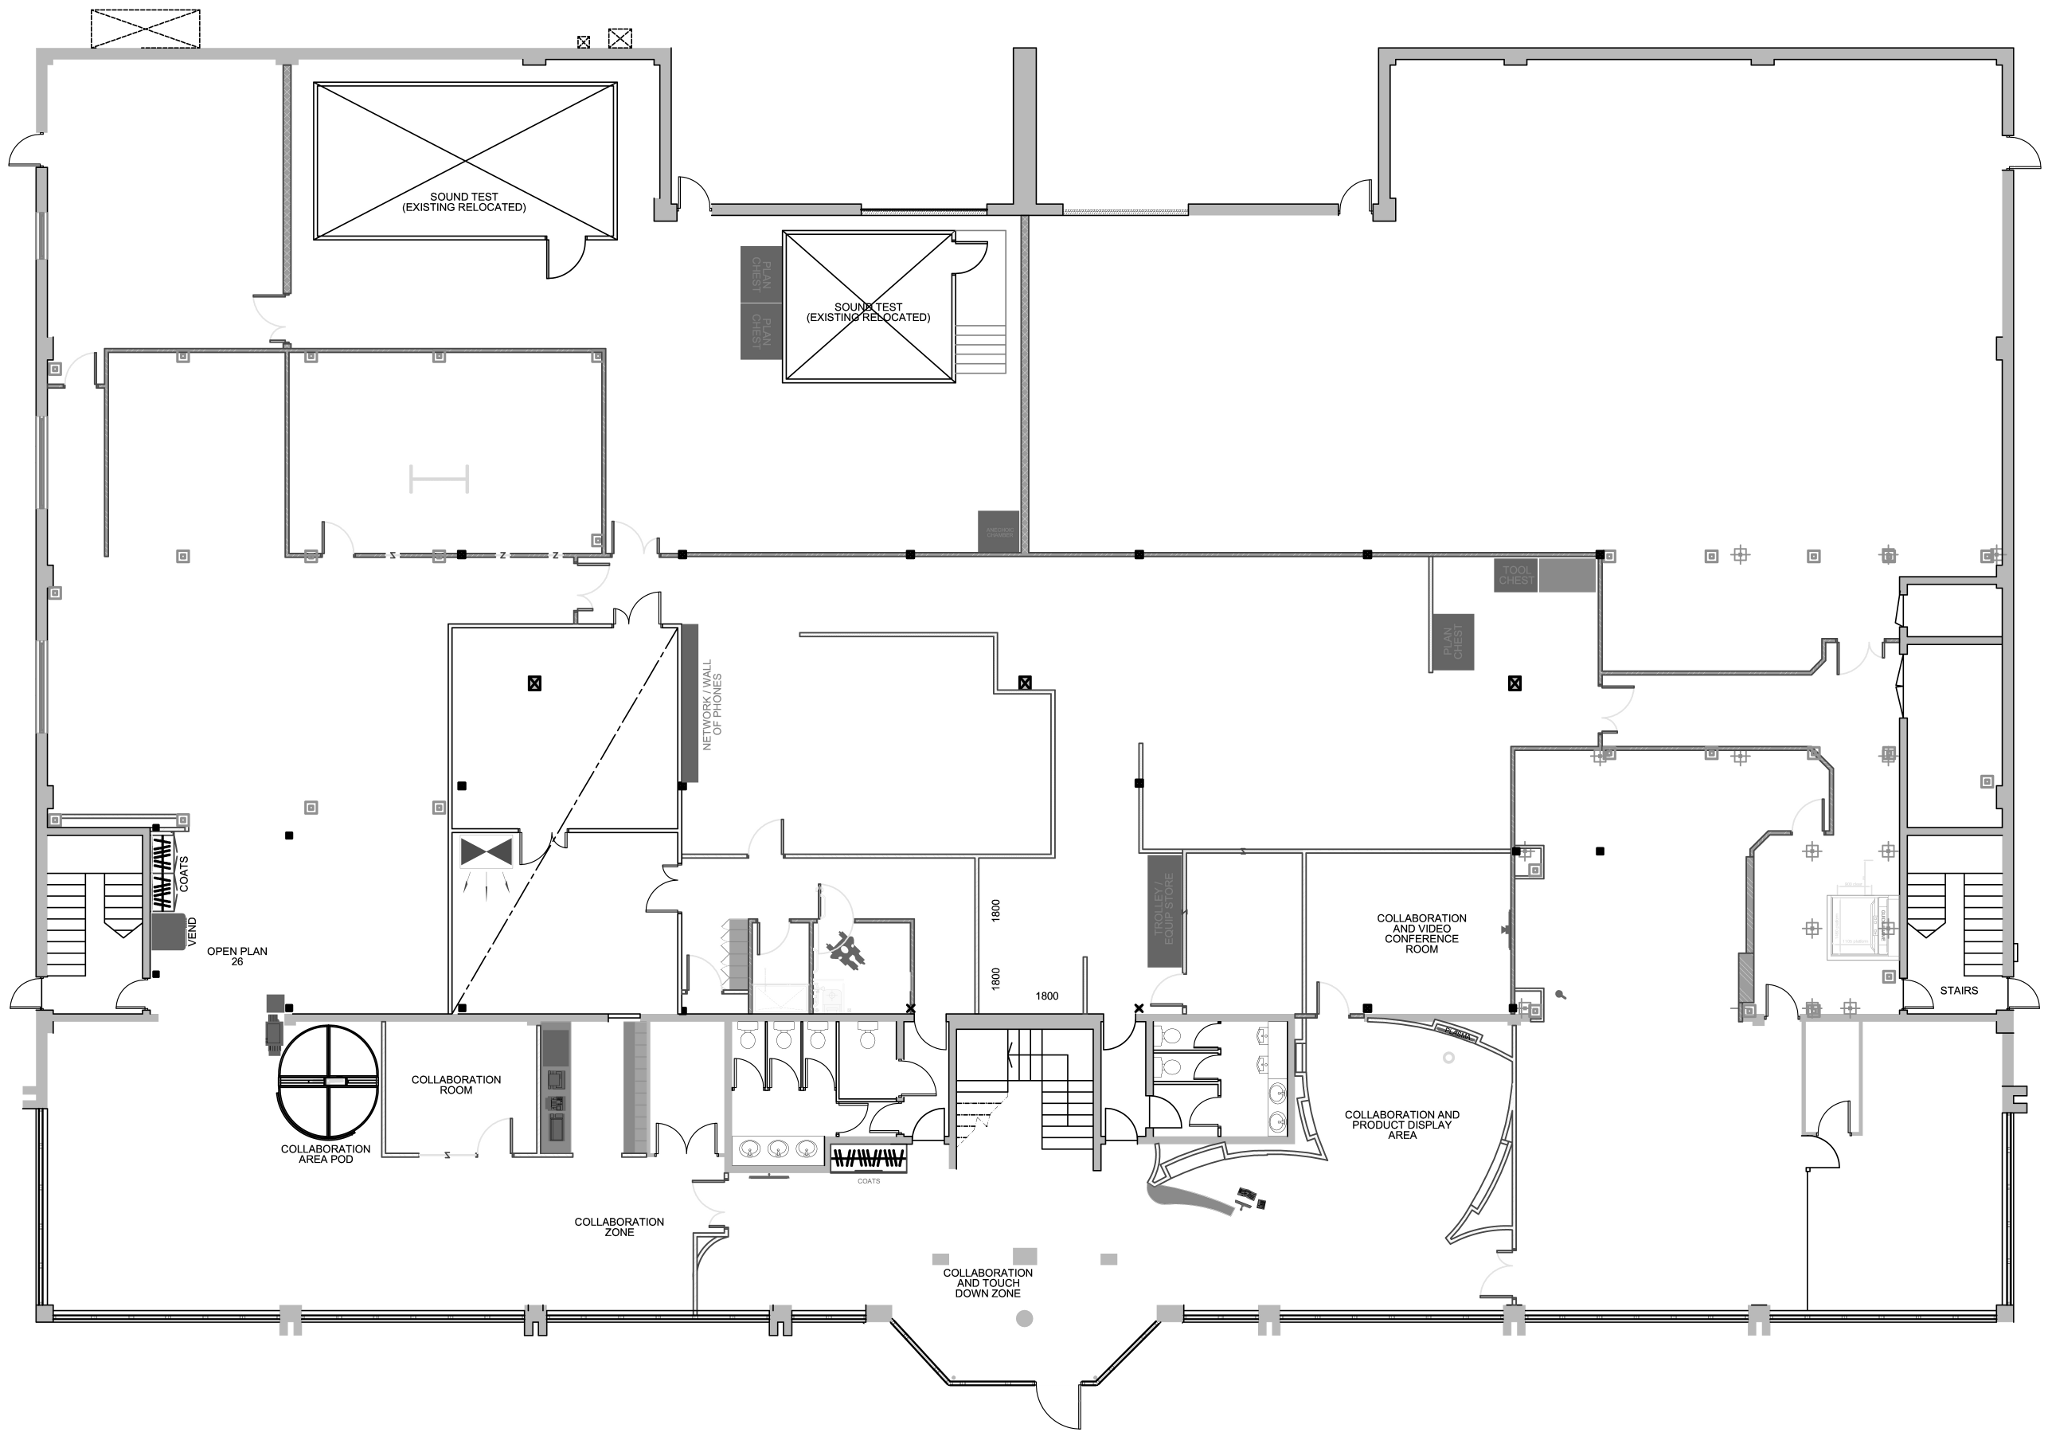 SOUND TEST
(EXISTING RELOCATED)
PLAN
CHEST
PLAN
CHEST
SOUND TEST
(EXISTING RELOCATED)
TOOL
CHEST
PLAN
CHEST
NETWORK / WALL
OF PHONES
COATS
VEND
OPEN PLAN
26
1800
1800
1800
TROLLEY /
EQUIP STORE
COLLABORATION
AND VIDEO
CONFERENCE
ROOM
STAIRS
COLLABORATION
ROOM
COLLABORATION
AREA POD
COLLABORATION AND
PRODUCT DISPLAY
AREA
COATS
COLLABORATION
ZONE
COLLABORATION
AND TOUCH
DOWN ZONE